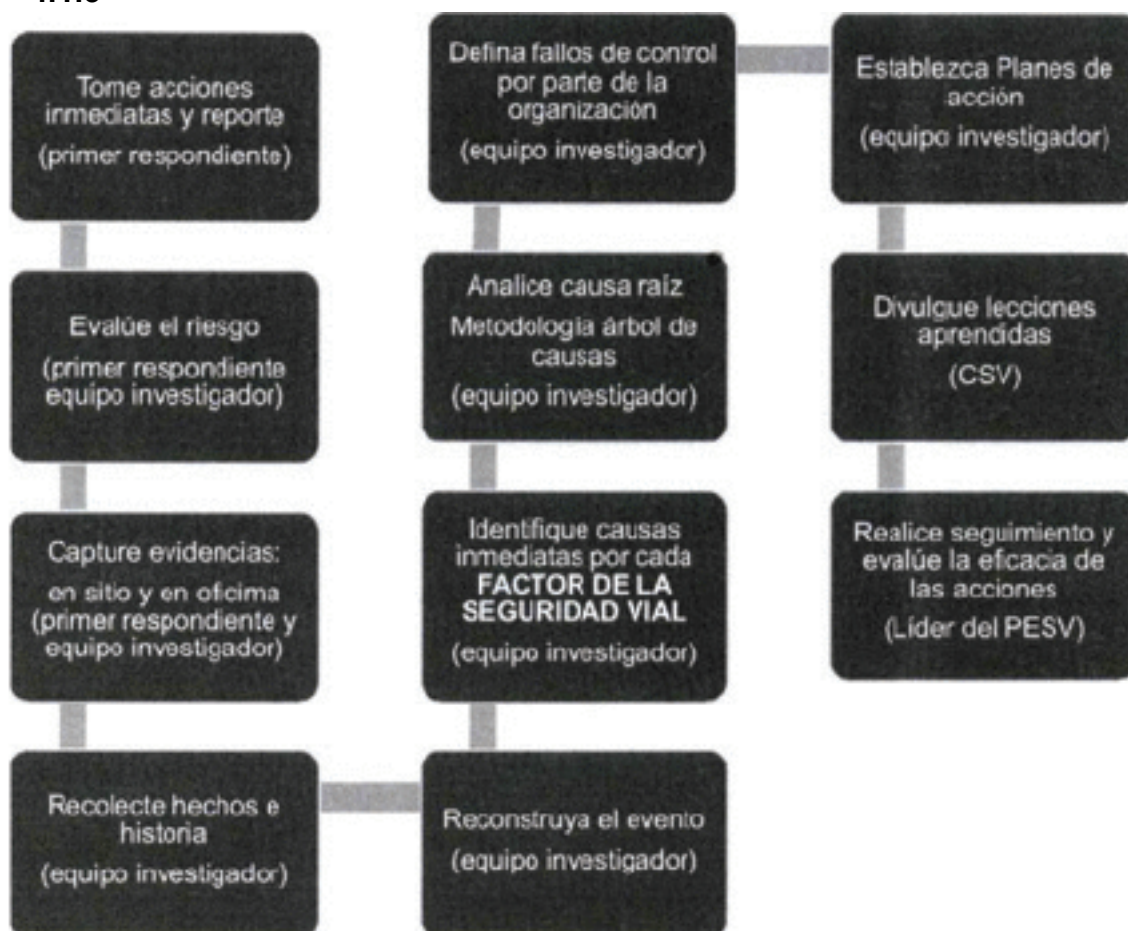 Tome acciones
inmediatas y reporte
(primer respondiente)
Evalúe el riesgo
(primer respondiente
equipo investigador)
Capture evidencias:
en sitio y en oficima
(primer respondiente y
equipo investigador)
Recolecte hechos e
historia
(equipo investigador)
Reconstruya el evento
(equipo investigador)
Identifique causas
inmediatas por cada
FACTOR DE LA
SEGURIDAD VIAL
(equipo investigador)
Analice causa raíz
Metodología árbol de
causas
(equipo investigador)
Defina fallos de control
por parte de la
organización
(equipo investigador)
Establezca Planes de
acción
(equipo investigador)
Divulgue lecciones
aprendidas
(CSV)
Realice seguimiento y
evalúe la eficacia de
las acciones
(Líder del PESV)